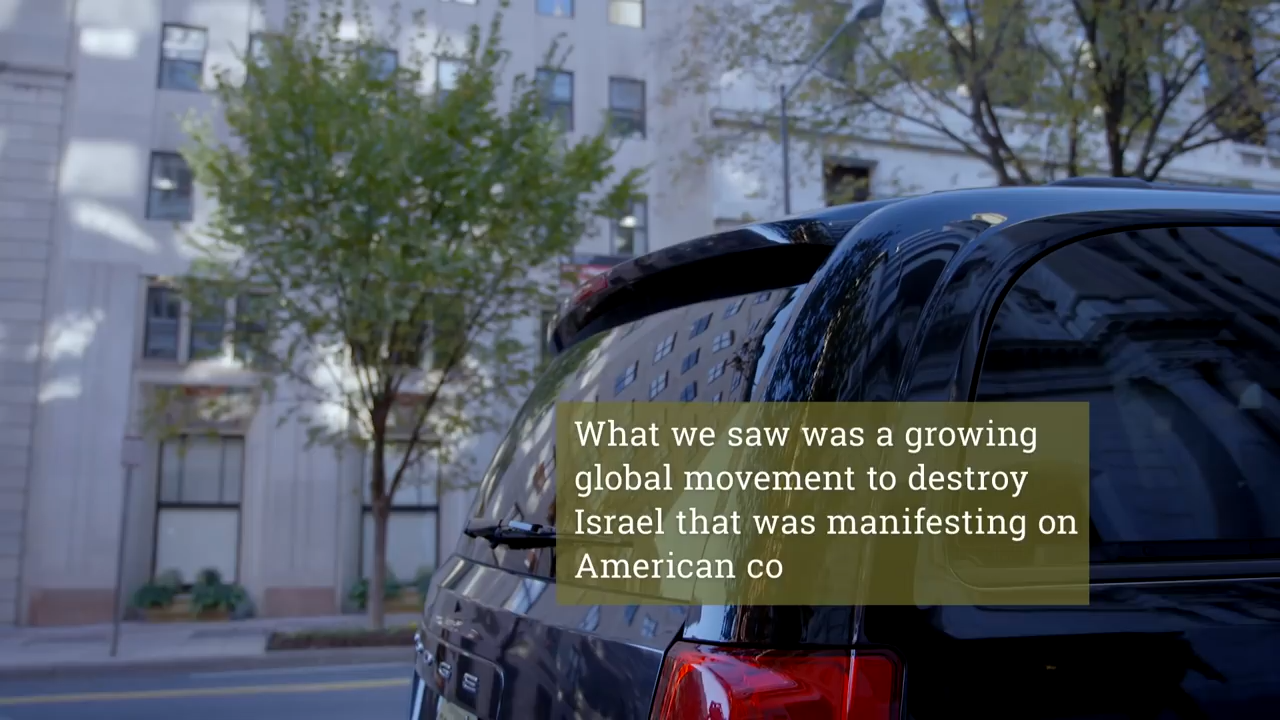 What we saw was a growing
global movement to destroy
Israel that was manifesting on
American co